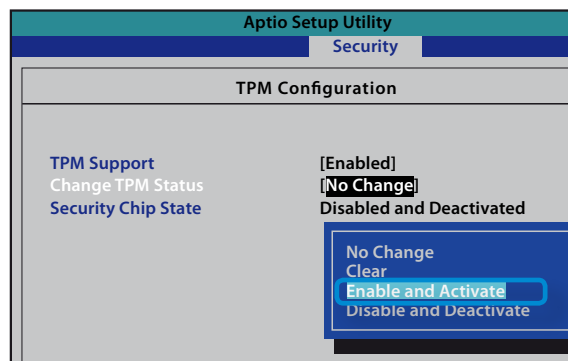 Aptio Setup Utility
Security
TPM Configuration
TPM Support [Enabled]
Change TPM Status [No Change]
Security Chip State Disabled and Deactivated
No Change
Clear
Enable and Activate
Disable and Deactivate